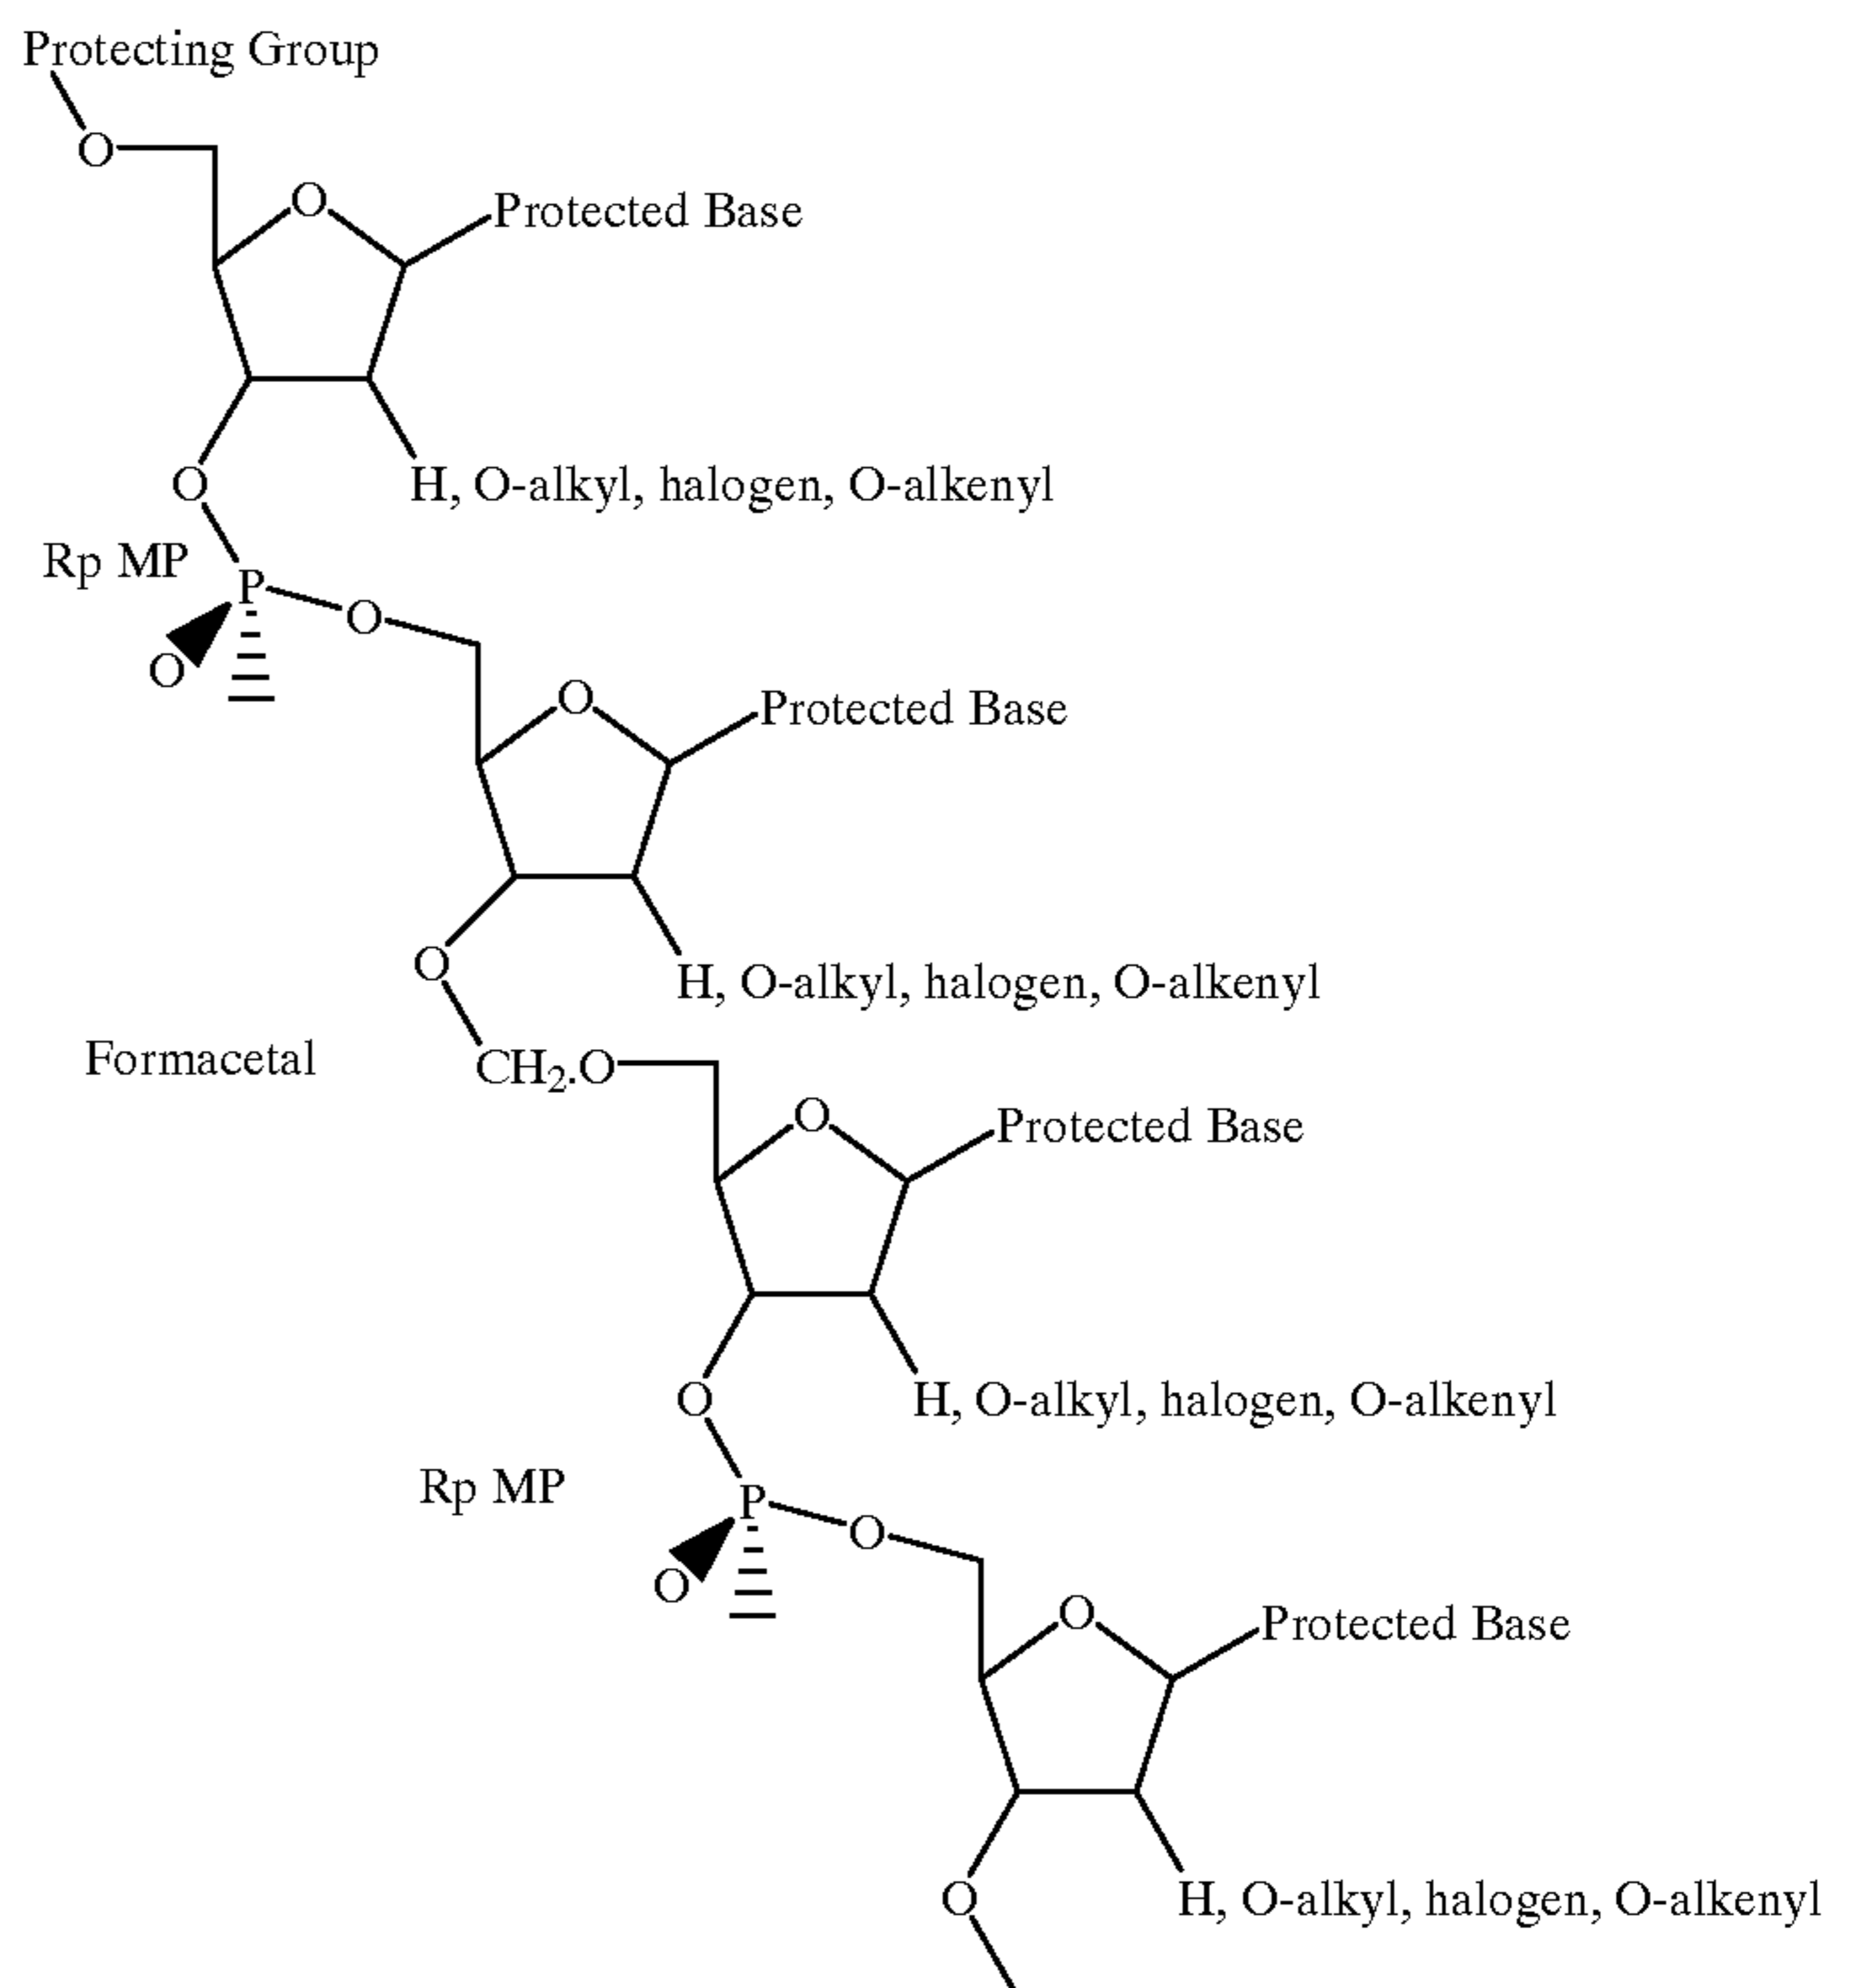 Protecting Group
O
O
Protected Base
O
H, O-alkyl, halogen, O-alkenyl
Rp MP
P
O
O
O
Protected Base
O
H, O-alkyl, halogen, O-alkenyl
Formacetal
CH2.O
O
Protected Base
O
H, O-alkyl, halogen, O-alkenyl
Rp MP
P
O
O
O
Protected Base
O
H, O-alkyl, halogen, O-alkenyl